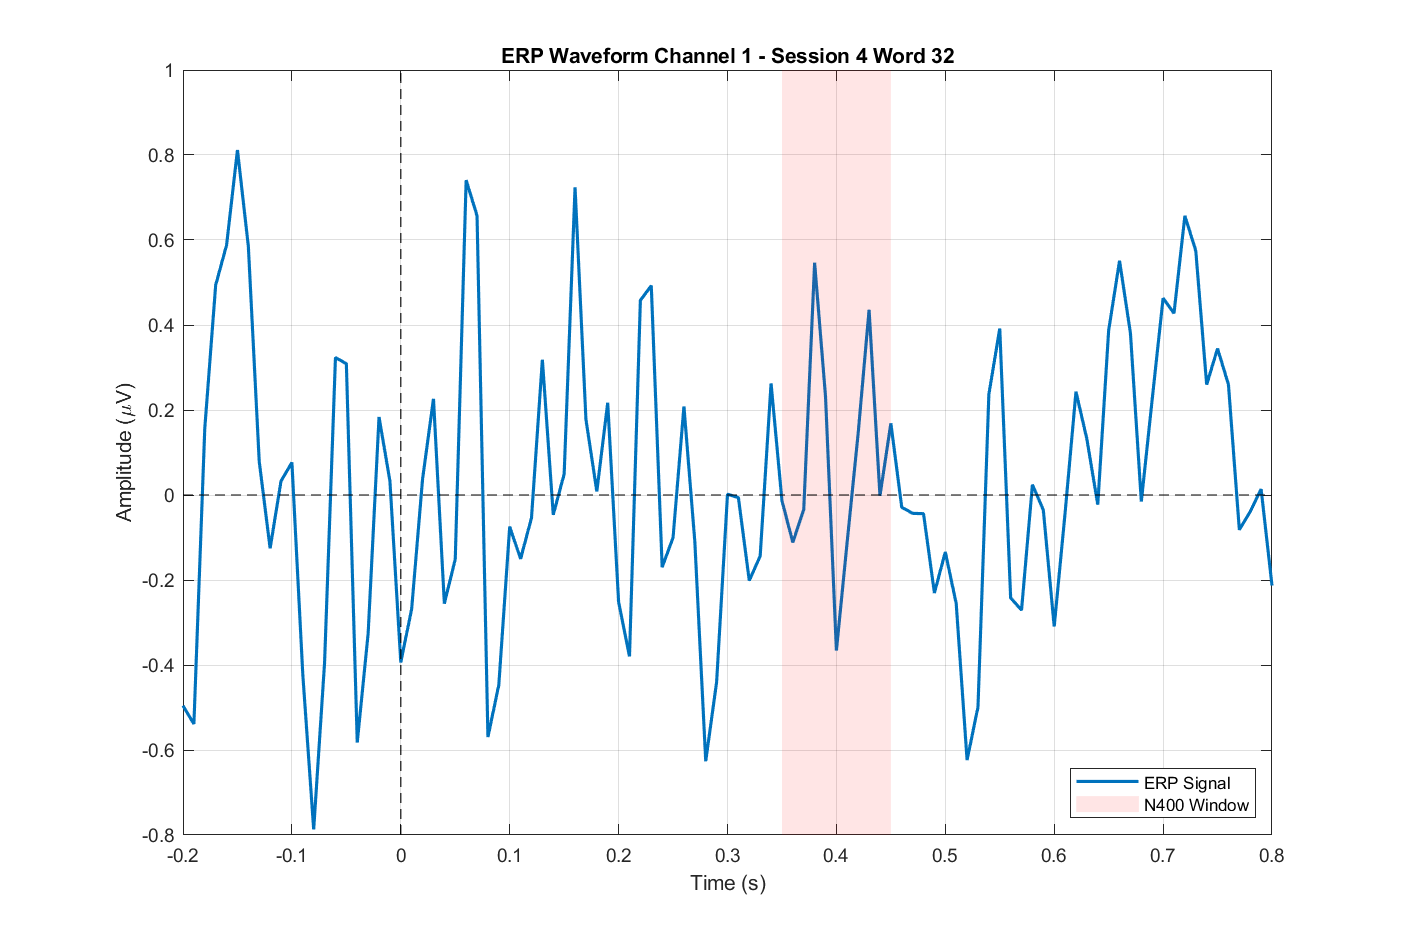 ERP Waveform Channel 1 - Session 4 Word 32
1
0.8
0.6
0.4
0.2
0
-0.2
-0.4
-0.6
-0.8
Amplitude (μV)
-0.2 -0.1 0 0.1 0.2 0.3 0.4 0.5 0.6 0.7 0.8
Time (s)
ERP Signal
N400 Window